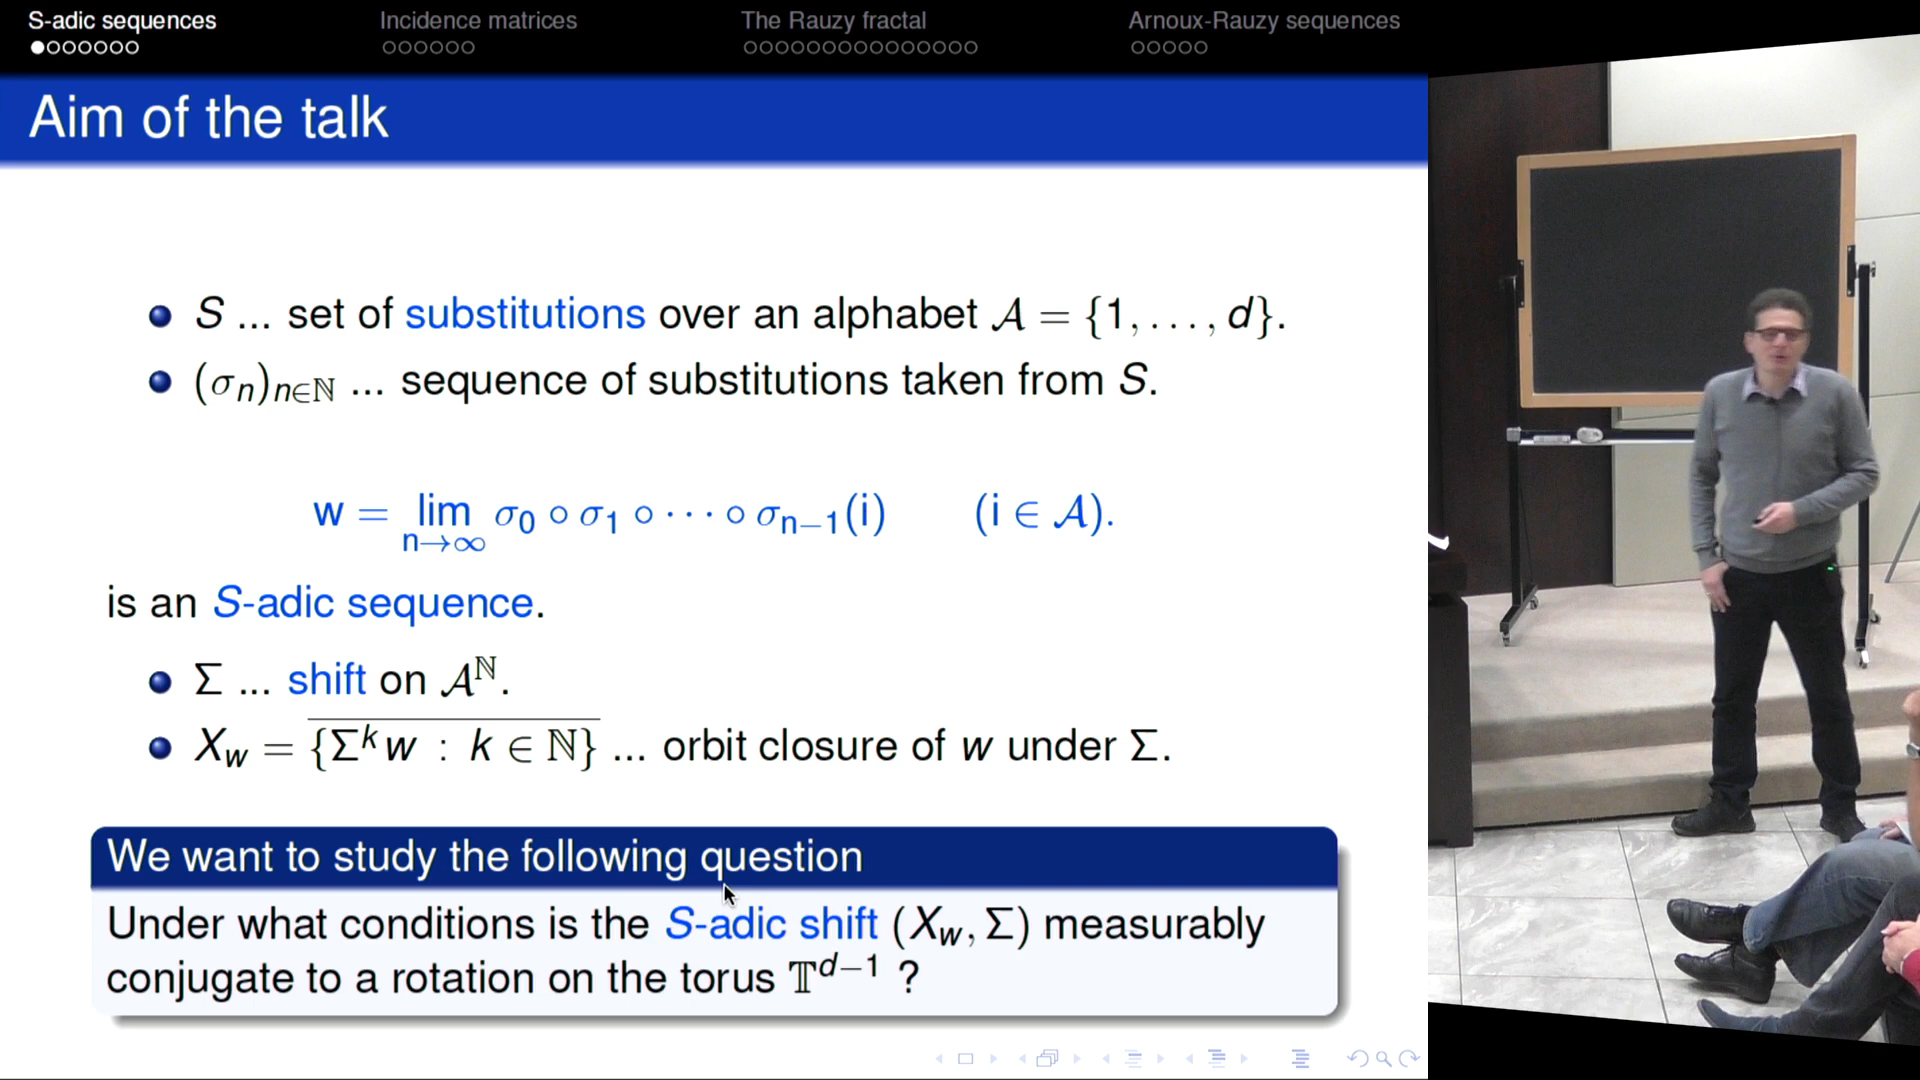 S-adic sequences Incidence matrices The Rauzy fractal Arnoux-Rauzy sequences
Aim of the talk
S ... set of substitutions over an alphabet 𝒜 = {1, . . . , d}.
(σₙ)ₙ∈ℕ ... sequence of substitutions taken from S.
w = lim σ₀ ∘ σ₁ ∘ · · · ∘ σₙ₋₁(i) (i ∈ 𝒜).
n→∞
is an S-adic sequence.
Σ ... shift on 𝒜^ℕ.
X_w = {Σᵏw : k ∈ ℕ} ... orbit closure of w under Σ.
We want to study the following question
Under what conditions is the S-adic shift (X_w, Σ) measurably
conjugate to a rotation on the torus 𝕋ᵈ⁻¹ ?